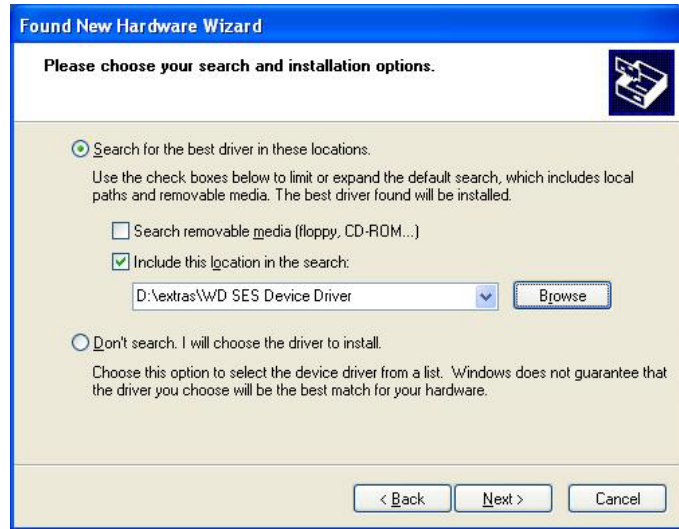 Found New Hardware Wizard
Please choose your search and installation options.
Search for the best driver in these locations.
Use the check boxes below to limit or expand the default search, which includes local
paths and removable media. The best driver found will be installed.
Search removable media (floppy, CD-ROM...)
Include this location in the search:
D:\extras\WD SES Device Driver
Browse
Don't search. I will choose the driver to install.
Choose this option to select the device driver from a list. Windows does not guarantee that
the driver you choose will be the best match for your hardware.
< Back
Next >
Cancel